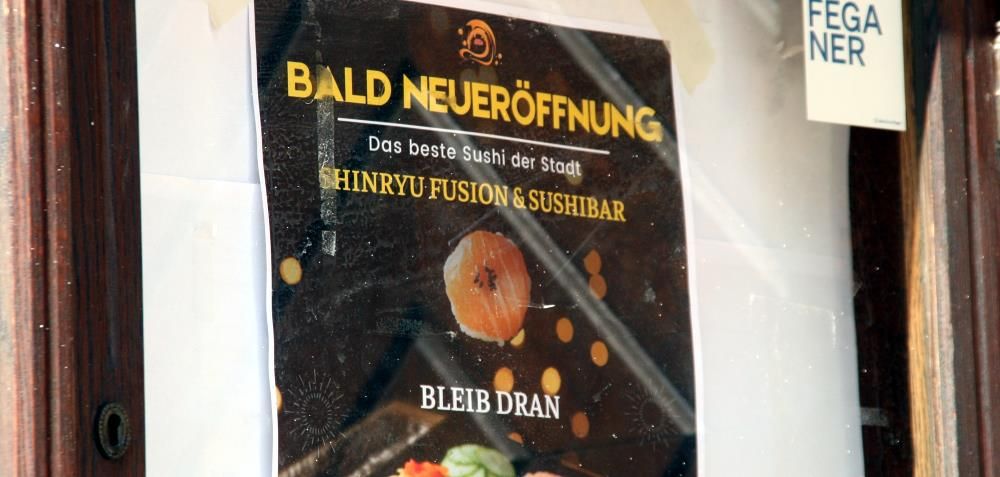 BALD NEUERÖFFNUNG
Das beste Sushi der Stadt
SHINRYU FUSION & SUSHIBAR
BLEIB DRAN
FEGA
NER